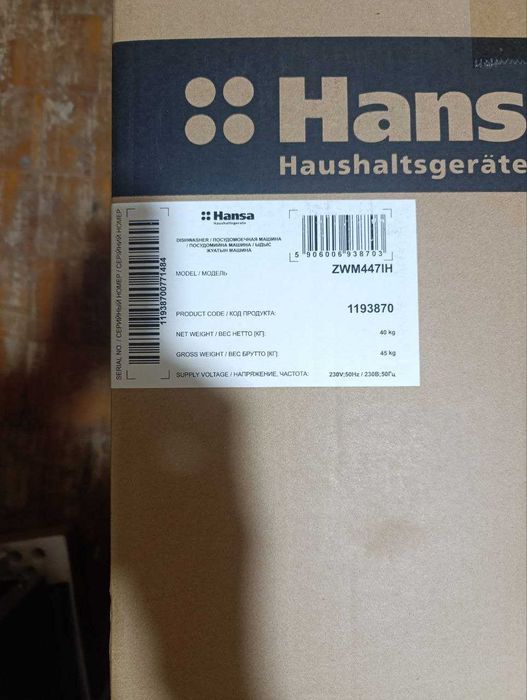 Hans
Haushaltsgeräte
Hansa
Haushaltsgeräte
DISHWASHER / ПОСУДОМОЕЧНАЯ МАШИНА
/ ПОСУДОМИЙНА МАШИНА / ЫДЫС
ЖУАТЫН МАШИНА
5 906006 938703
MODEL / МОДЕЛЬ
ZWM447IH
PRODUCT CODE / КОД ПРОДУКТА:
1193870
NET WEIGHT / ВЕС НЕТТО [КГ]:
40 kg
GROSS WEIGHT / ВЕС БРУТТО [КГ]:
45 kg
SUPPLY VOLTAGE / НАПРЯЖЕНИЕ, ЧАСТОТА:
230V;50Hz / 230В;50Гц
SERIAL NO / СЕРИЙНЫЙ НОМЕР / СЕРІЙНИЙ НОМЕР:
11938700771484